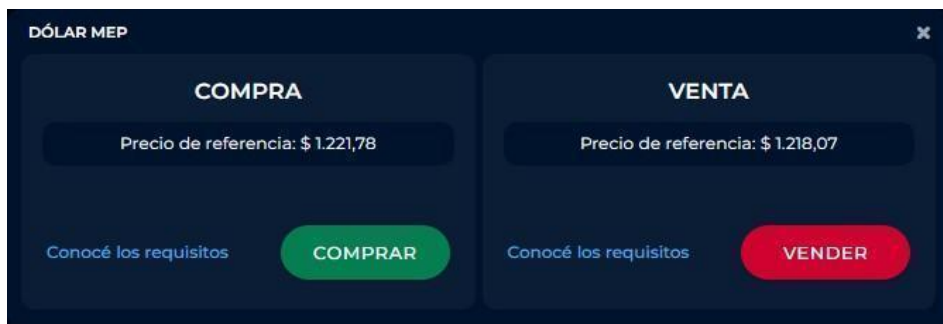 DÓLAR MEP
COMPRA
Precio de referencia: $ 1.221,78
Conocé los requisitos
COMPRAR
VENTA
Precio de referencia: $ 1.218,07
Conocé los requisitos
VENDER